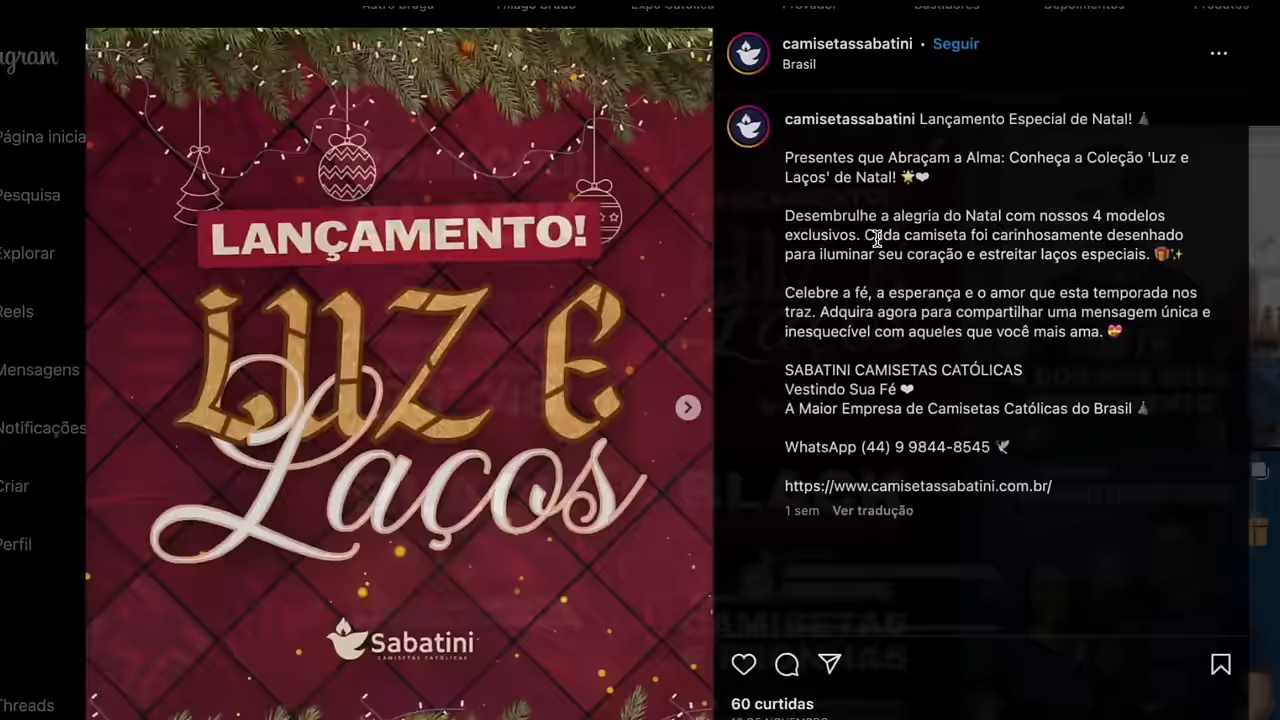 Astro Braga Thiago Brado Expo Católica Provador Bastidores Depoimentos Produtos
gram
Página inicia
Pesquisa
Explorar
Reels
Mensagens
Notificações
Criar
Perfil
Threads
LANÇAMENTO!
LUZ E
Laços
Sabatini
CAMISETAS CATÓLICAS
camisetassabatini • Seguir
Brasil
camisetassabatini Lançamento Especial de Natal! 🎄
Presentes que Abraçam a Alma: Conheça a Coleção 'Luz e
Laços' de Natal! 🌟❤
Desembrulhe a alegria do Natal com nossos 4 modelos
exclusivos. Cada camiseta foi carinhosamente desenhado
para iluminar seu coração e estreitar laços especiais. 🎁✨
Celebre a fé, a esperança e o amor que esta temporada nos
traz. Adquira agora para compartilhar uma mensagem única e
inesquecível com aqueles que você mais ama. 💝
SABATINI CAMISETAS CATÓLICAS
Vestindo Sua Fé ❤
A Maior Empresa de Camisetas Católicas do Brasil 🎄
WhatsApp (44) 9 9844-8545 🕊
https://www.camisetassabatini.com.br/
1 sem Ver tradução
60 curtidas